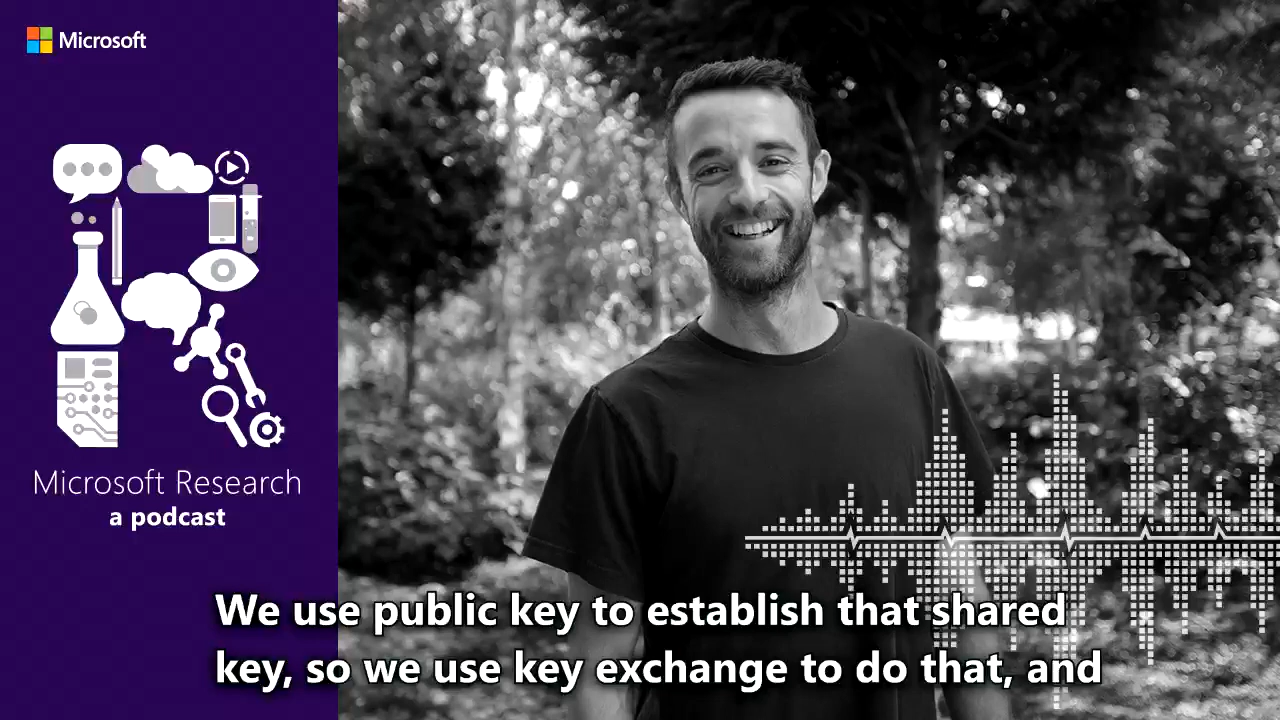 Microsoft
Microsoft Research
a podcast
We use public key to establish that shared
key, so we use key exchange to do that, and